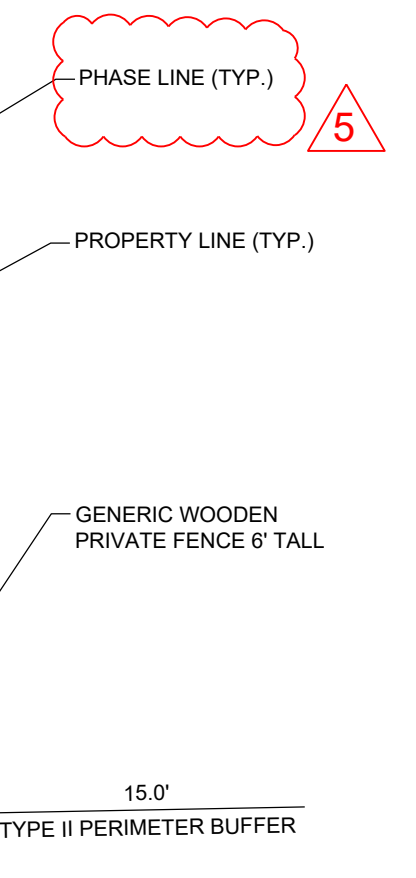 PHASE LINE (TYP.)
5
PROPERTY LINE (TYP.)
GENERIC WOODEN
PRIVATE FENCE 6' TALL
15.0'
TYPE II PERIMETER BUFFER